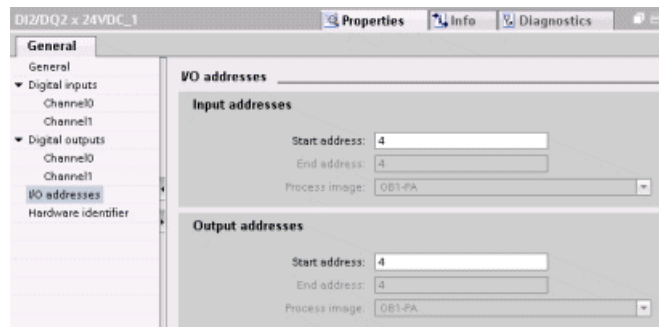 DI2/DQ2 x 24VDC_1
Properties
Info
Diagnostics
General
General
Digital inputs
Channel0
Channel1
Digital outputs
Channel0
Channel1
I/O addresses
Hardware identifier
I/O addresses
Input addresses
Start address: 4
End address: 4
Process image: OB1-PA
Output addresses
Start address: 4
End address: 4
Process image: OB1-PA